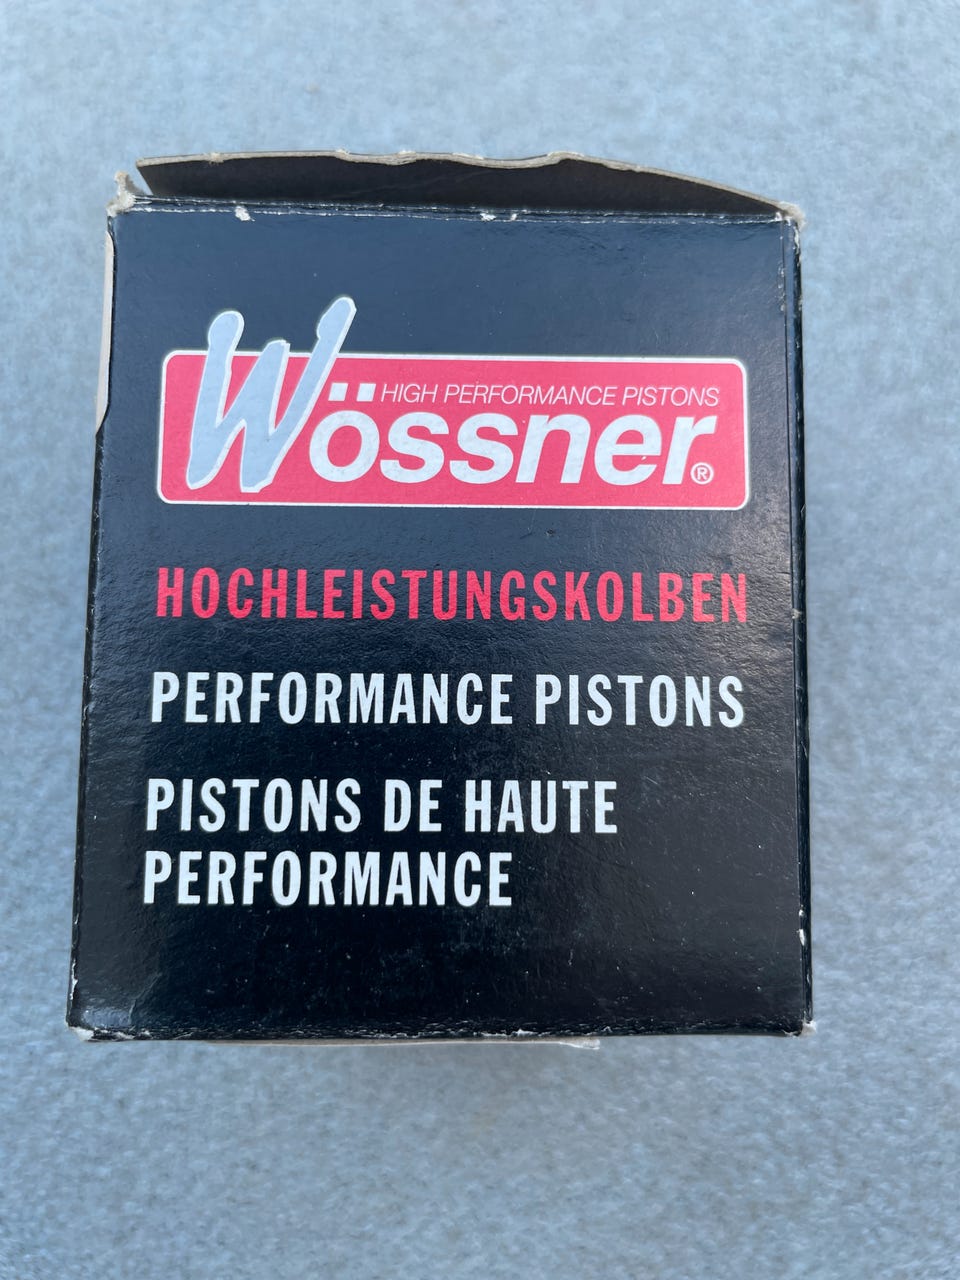 HIGH PERFORMANCE PISTONS
Wössner®
HOCHLEISTUNGSKOLBEN
PERFORMANCE PISTONS
PISTONS DE HAUTE
PERFORMANCE